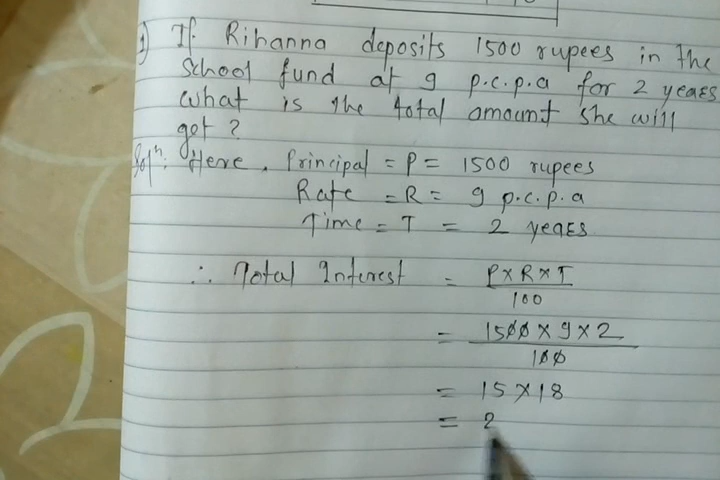 1) If Rihanna deposits 1500 rupees in the
School fund at 9 p.c.p.a for 2 years
what is the total amount she will
get ?
Solⁿ: Here, Principal = P = 1500 rupees
Rate = R = 9 p.c.p.a
Time = T = 2 years
∴ Total Interest = P×R×T
100
= 1500 × 9 × 2
100
= 15 × 18
= 2